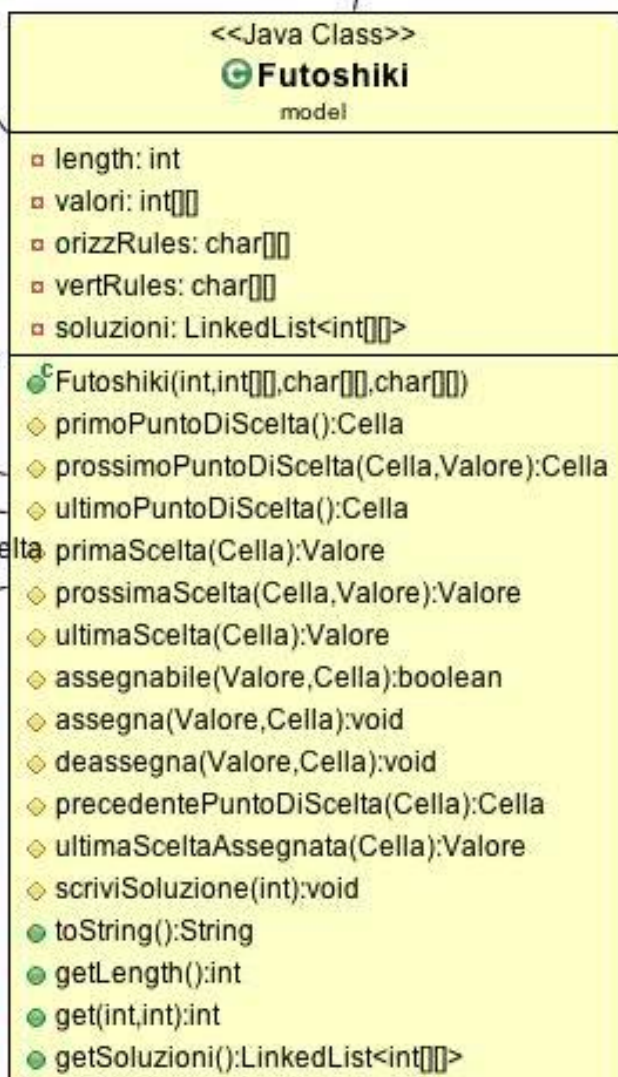 <<Java Class>>
C Futoshiki
model
length: int
valori: int[][]
orizzRules: char[][]
vertRules: char[][]
soluzioni: LinkedList<int[][]>
c Futoshiki(int,int[][],char[][],char[][])
primoPuntoDiScelta():Cella
prossimoPuntoDiScelta(Cella,Valore):Cella
ultimoPuntoDiScelta():Cella
elta primaScelta(Cella):Valore
prossimaScelta(Cella,Valore):Valore
ultimaScelta(Cella):Valore
assegnabile(Valore,Cella):boolean
assegna(Valore,Cella):void
deassegna(Valore,Cella):void
precedentePuntoDiScelta(Cella):Cella
ultimaSceltaAssegnata(Cella):Valore
scriviSoluzione(int):void
toString():String
getLength():int
get(int,int):int
getSoluzioni():LinkedList<int[][]>